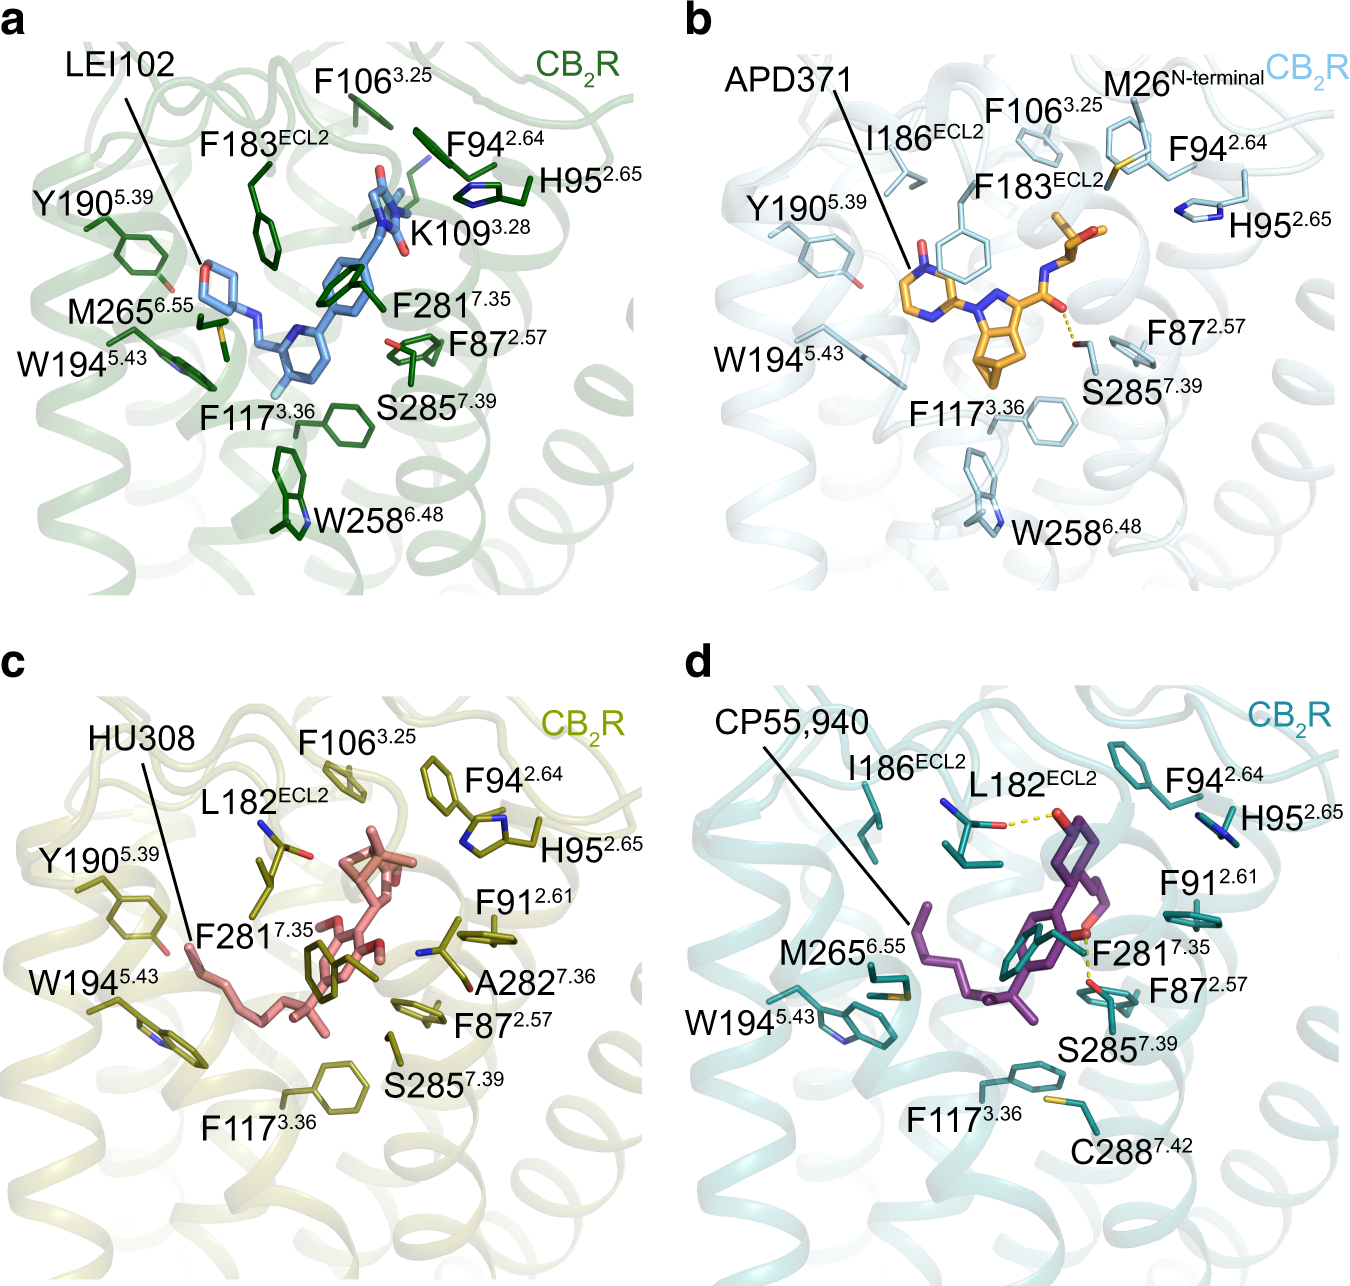 a
LEI102
CB₂R
F106³·²⁵
F183ᴱᶜᴸ²
F94²·⁶⁴
H95²·⁶⁵
Y190⁵·³⁹
K109³·²⁸
M265⁶·⁵⁵
F281⁷·³⁵
F87²·⁵⁷
W194⁵·⁴³
S285⁷·³⁹
F117³·³⁶
W258⁶·⁴⁸
b
APD371
CB₂R
M26ᴺ⁻ᵗᵉʳᵐⁱⁿᵃˡ
F106³·²⁵
I186ᴱᶜᴸ²
F94²·⁶⁴
F183ᴱᶜᴸ²
Y190⁵·³⁹
H95²·⁶⁵
F87²·⁵⁷
W194⁵·⁴³
S285⁷·³⁹
F117³·³⁶
W258⁶·⁴⁸
c
HU308
CB₂R
F106³·²⁵
F94²·⁶⁴
L182ᴱᶜᴸ²
H95²·⁶⁵
Y190⁵·³⁹
F91²·⁶¹
F281⁷·³⁵
W194⁵·⁴³
A282⁷·³⁶
F87²·⁵⁷
S285⁷·³⁹
F117³·³⁶
d
CP55,940
CB₂R
I186ᴱᶜᴸ²
L182ᴱᶜᴸ²
F94²·⁶⁴
H95²·⁶⁵
F91²·⁶¹
M265⁶·⁵⁵
F281⁷·³⁵
F87²·⁵⁷
W194⁵·⁴³
S285⁷·³⁹
F117³·³⁶
C288⁷·⁴²